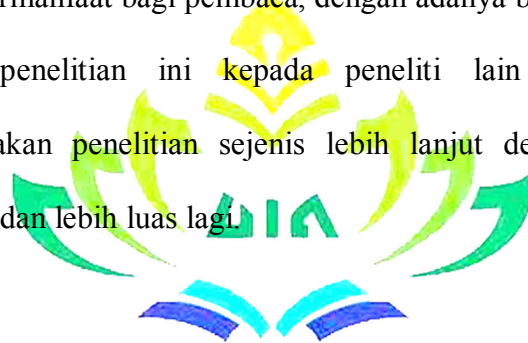 bermanfaat bagi pembaca, dengan adanya b
penelitian ini kepada peneliti lain
akan penelitian sejenis lebih lanjut de
dan lebih luas lagi.